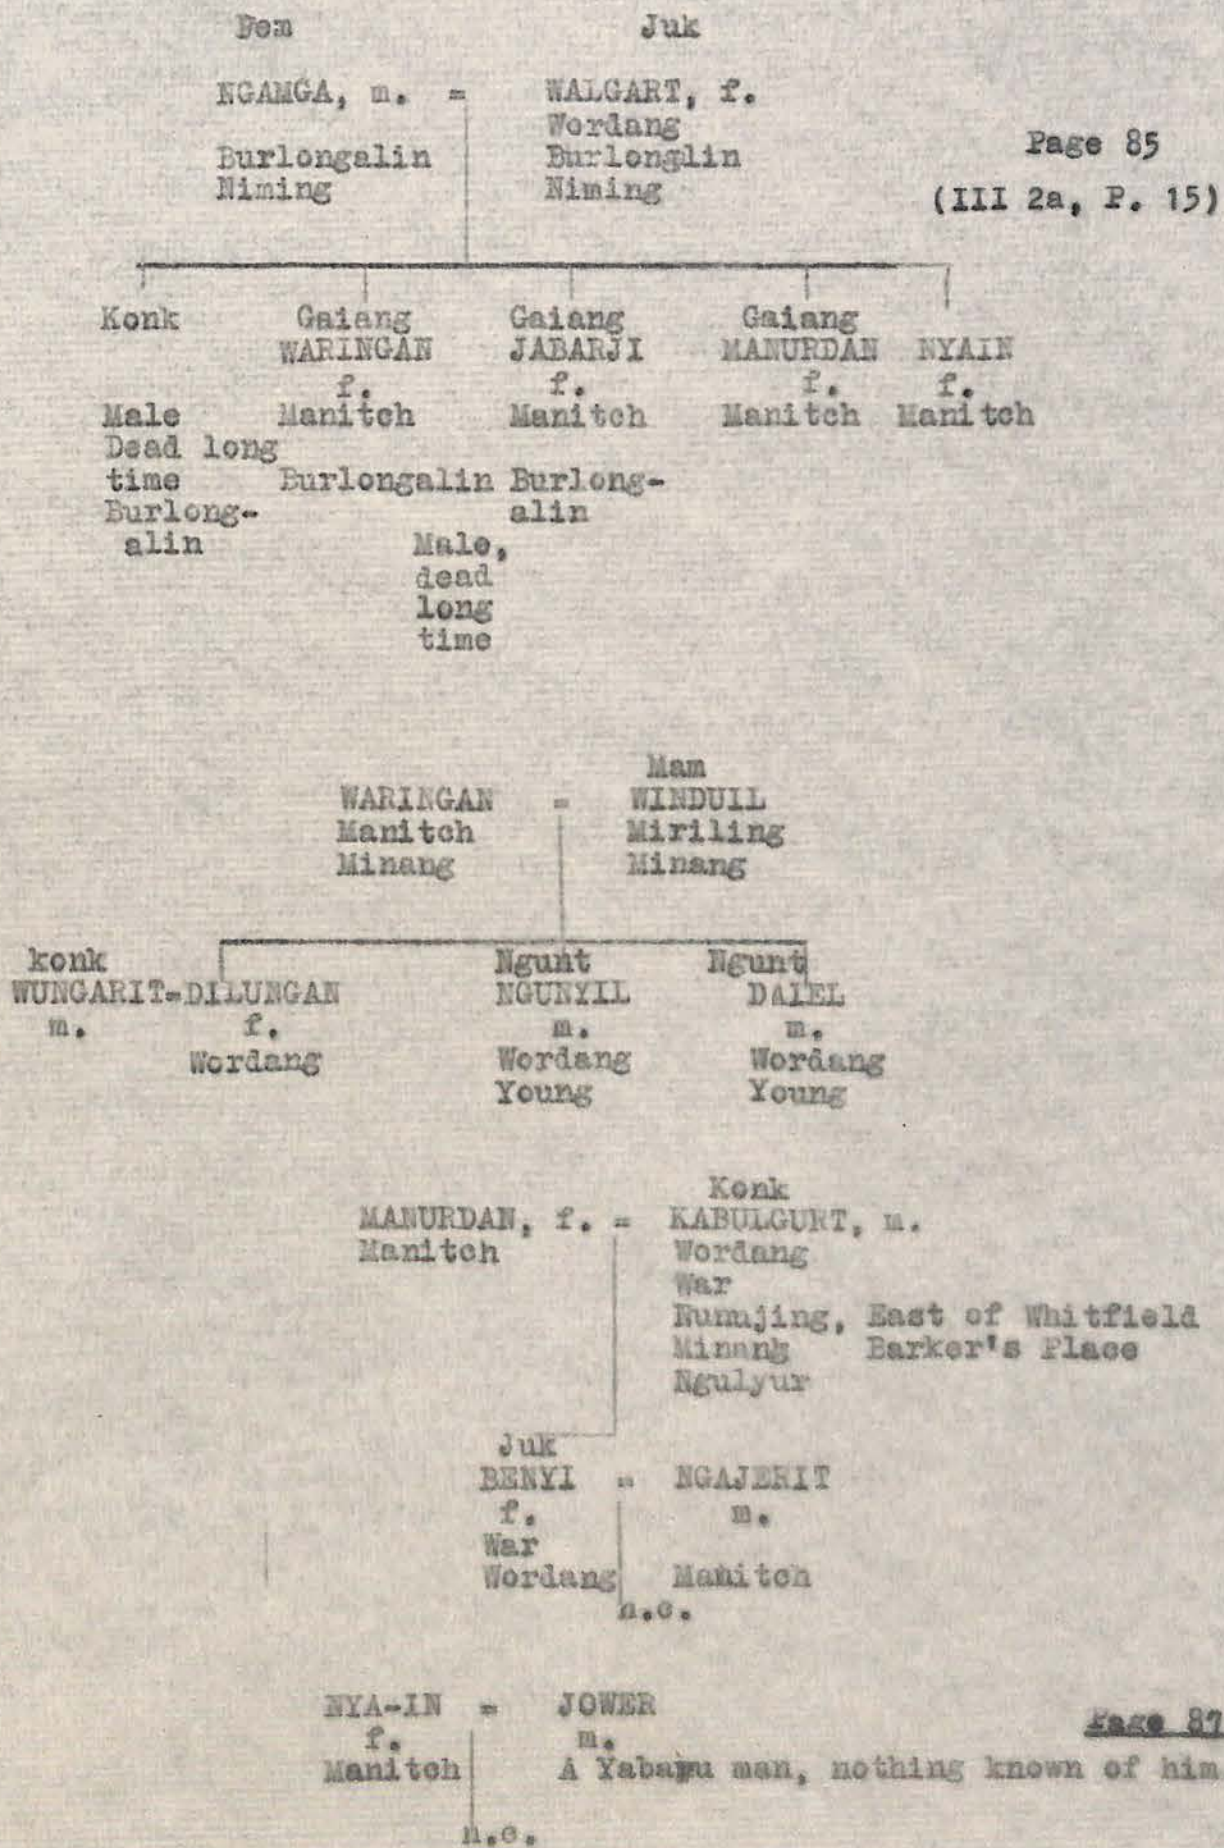 Dem Juk
NGAMGA, m. = WALGART, f.
Wordang
Burlongalin Burlonglin
Niming Niming
Page 85
(III 2a, P. 15)
Konk Gaiang Gaiang Gaiang
WARINGAN JABARJI MANURDAN NYAIN
f. f. f. f.
Male Manitch Manitch Manitch Manitch
Dead long
time Burlongalin Burlong-
Burlong- alin
alin Male,
dead
long
time
Mam
WARINGAN = WINDUIL
Manitch Miriling
Minang Minang
konk Ngunt Ngunt
WUNGARIT=DILUNGAN NGUNYIL DALEL
m. f. m. m.
Wordang Wordang Wordang
Young Young
Konk
MANURDAN, f. = KABULGURT, m.
Manitch Wordang
War
Nunujing, East of Whitfield
Minang Barker's Place
Ngulyur
Juk
BENYI = NGAJERIT
f. m.
War
Wordang Manitch
n.c.
NYA-IN = JOWER
Page 87
f. m.
Manitch A Yabaru man, nothing known of him
n.c.